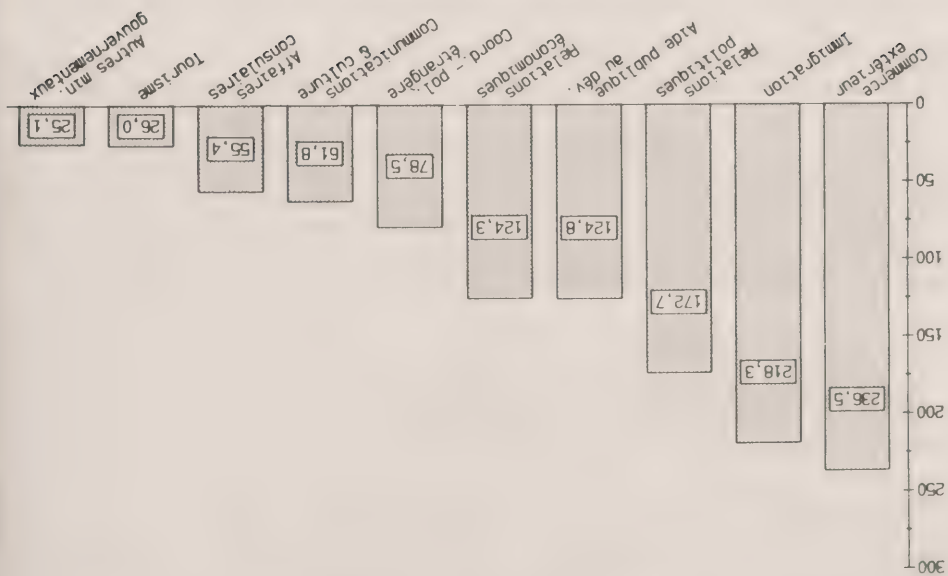 300
250
200
150
100
50
0
236,5
218,3
172,7
124,8
124,3
78,5
61,8
55,4
26,0
25,1
Commerce
extérieur
Immigration
Relations
politiques
Aide publique
au dév.
Relations
économiques
Coord - étrangère
pol
Communications
& culture
Affaires
consulaires
Tourisme
Autres min.
gouvernementaux